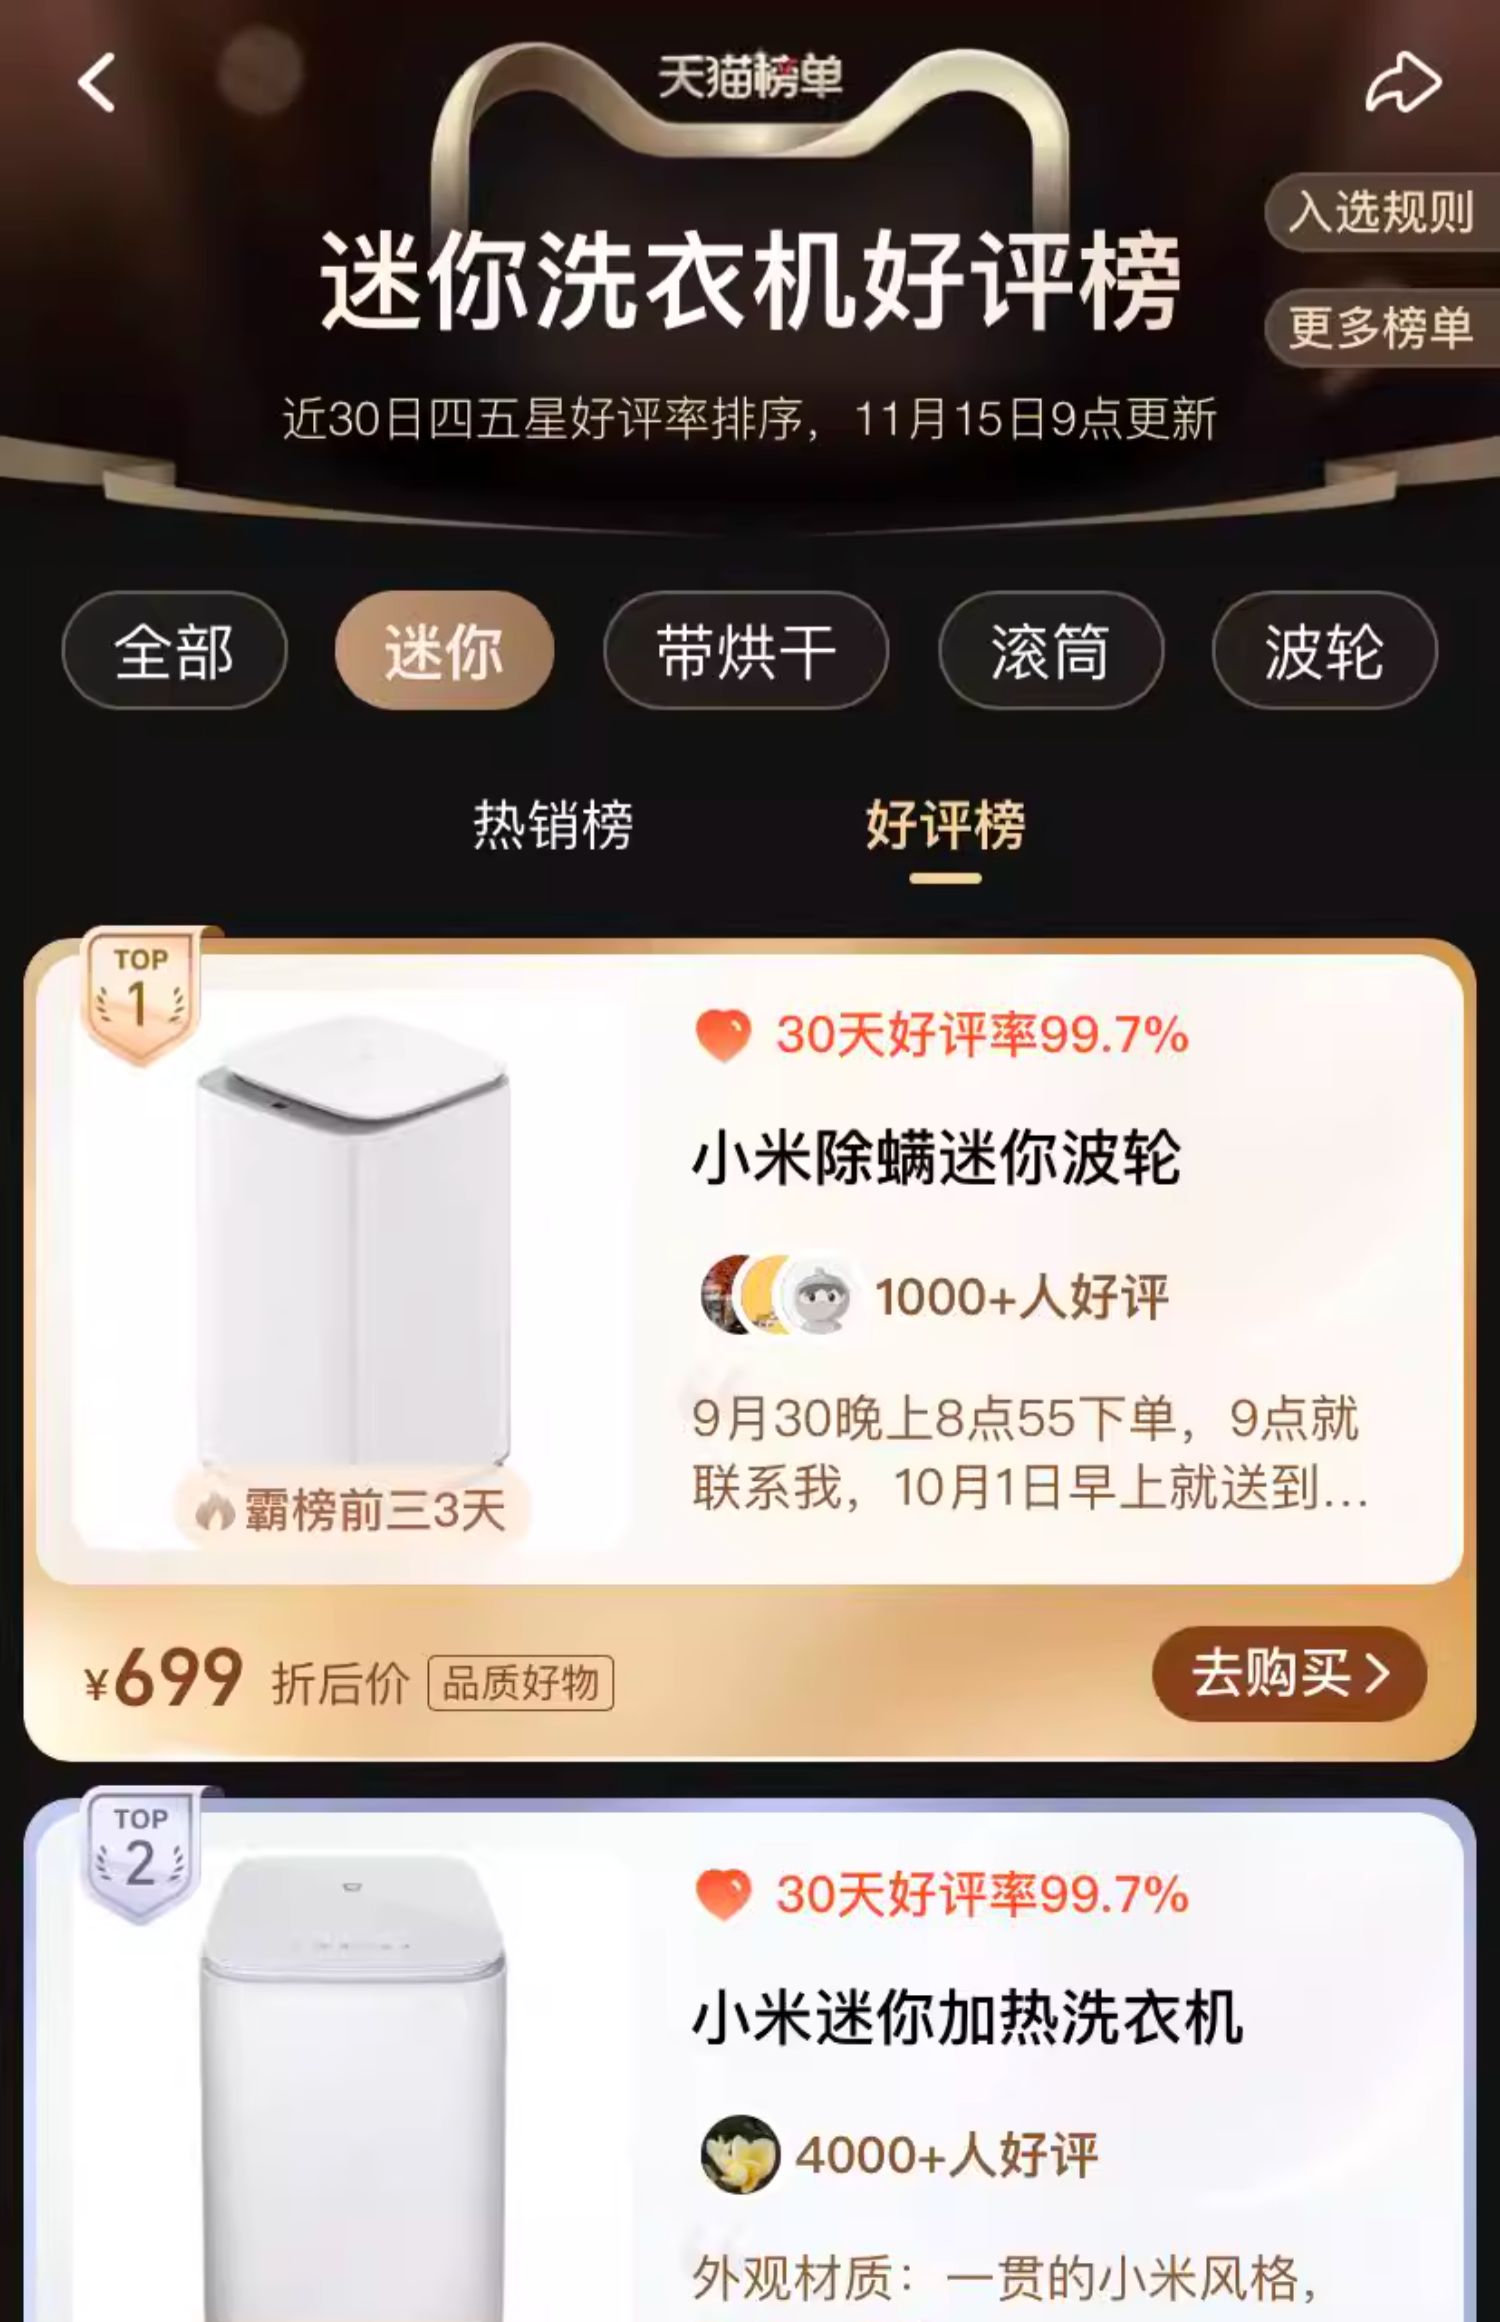 天猫榜单
入选规则
迷你洗衣机好评榜
更多榜单
近30日四五星好评率排序，11月15日9点更新
全部
迷你
带烘干
滚筒
波轮
热销榜
好评榜
TOP
1
30天好评率99.7%
小米除螨迷你波轮
1000+人好评
9月30晚上8点55下单，9点就
联系我，10月1日早上就送到...
霸榜前三3天
¥699 折后价 品质好物
去购买
TOP
2
30天好评率99.7%
小米迷你加热洗衣机
4000+人好评
外观材质：一贯的小米风格，